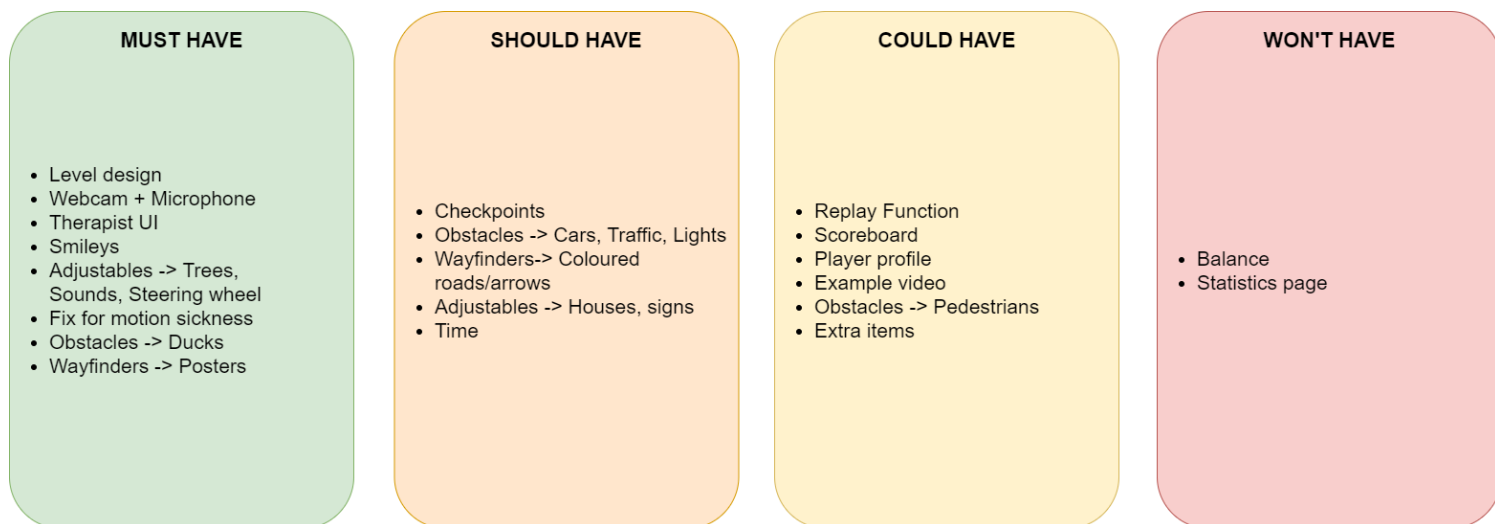 MUST HAVE
• Level design
• Webcam + Microphone
• Therapist UI
• Smileys
• Adjustables -> Trees,
Sounds, Steering wheel
• Fix for motion sickness
• Obstacles -> Ducks
• Wayfinders -> Posters
SHOULD HAVE
• Checkpoints
• Obstacles -> Cars, Traffic, Lights
• Wayfinders-> Coloured
roads/arrows
• Adjustables -> Houses, signs
• Time
COULD HAVE
• Replay Function
• Scoreboard
• Player profile
• Example video
• Obstacles -> Pedestrians
• Extra items
WON'T HAVE
• Balance
• Statistics page